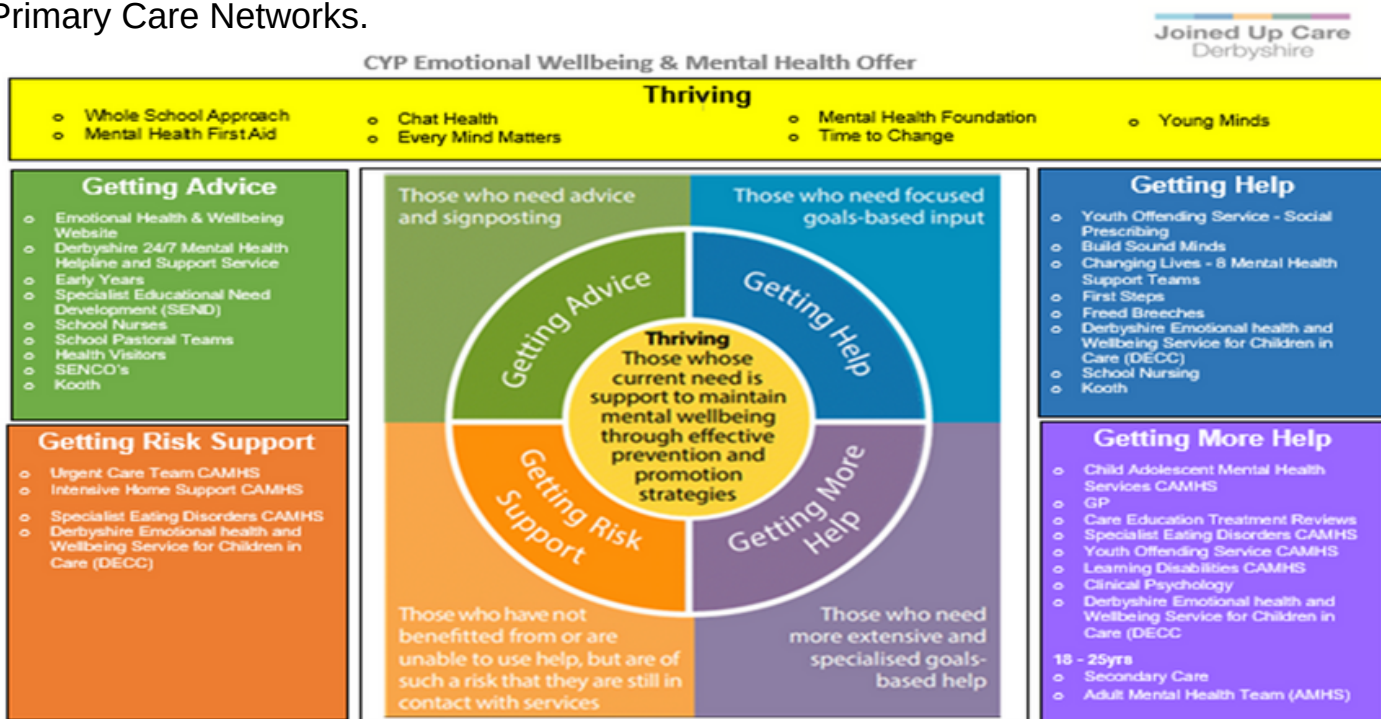 Primary Care Networks.
Joined Up Care
Derbyshire
CYP Emotional Wellbeing & Mental Health Offer
Thriving
o Whole School Approach
o Mental Health First Aid
o Chat Health
o Every Mind Matters
o Mental Health Foundation
o Time to Change
o Young Minds
Getting Advice
o Emotional Health & Wellbeing
Website
o Derbyshire 24/7 Mental Health
Helpline and Support Service
o Early Years
o Specialist Educational Need
Development (SEND)
o School Nurses
o School Pastoral Teams
o Health Visitors
o SENCO's
o Kooth
Those who need advice
and signposting
Those who need focused
goals-based input
Getting Advice
Getting Help
Thriving
Those whose
current need is
support to maintain
mental wellbeing
through effective
prevention and
promotion
strategies
Getting Risk
Support
Getting More
Help
Those who have not
benefitted from or are
unable to use help, but are of
such a risk that they are still in
contact with services
Those who need
more extensive and
specialised goals-
based help
Getting Help
o Youth Offending Service - Social
Prescribing
o Build Sound Minds
o Changing Lives - 8 Mental Health
Support Teams
o First Steps
o Freed Breeches
o Derbyshire Emotional health and
Wellbeing Service for Children in
Care (DECC)
o School Nursing
o Kooth
Getting Risk Support
o Urgent Care Team CAMHS
o Intensive Home Support CAMHS
o Specialist Eating Disorders CAMHS
o Derbyshire Emotional health and
Wellbeing Service for Children in
Care (DECC)
Getting More Help
o Child Adolescent Mental Health
Services CAMHS
o GP
o Care Education Treatment Reviews
o Specialist Eating Disorders CAMHS
o Youth Offending Service CAMHS
o Learning Disabilities CAMHS
o Clinical Psychology
o Derbyshire Emotional health and
Wellbeing Service for Children in
Care (DECC
18 - 25yrs
o Secondary Care
o Adult Mental Health Team (AMHS)